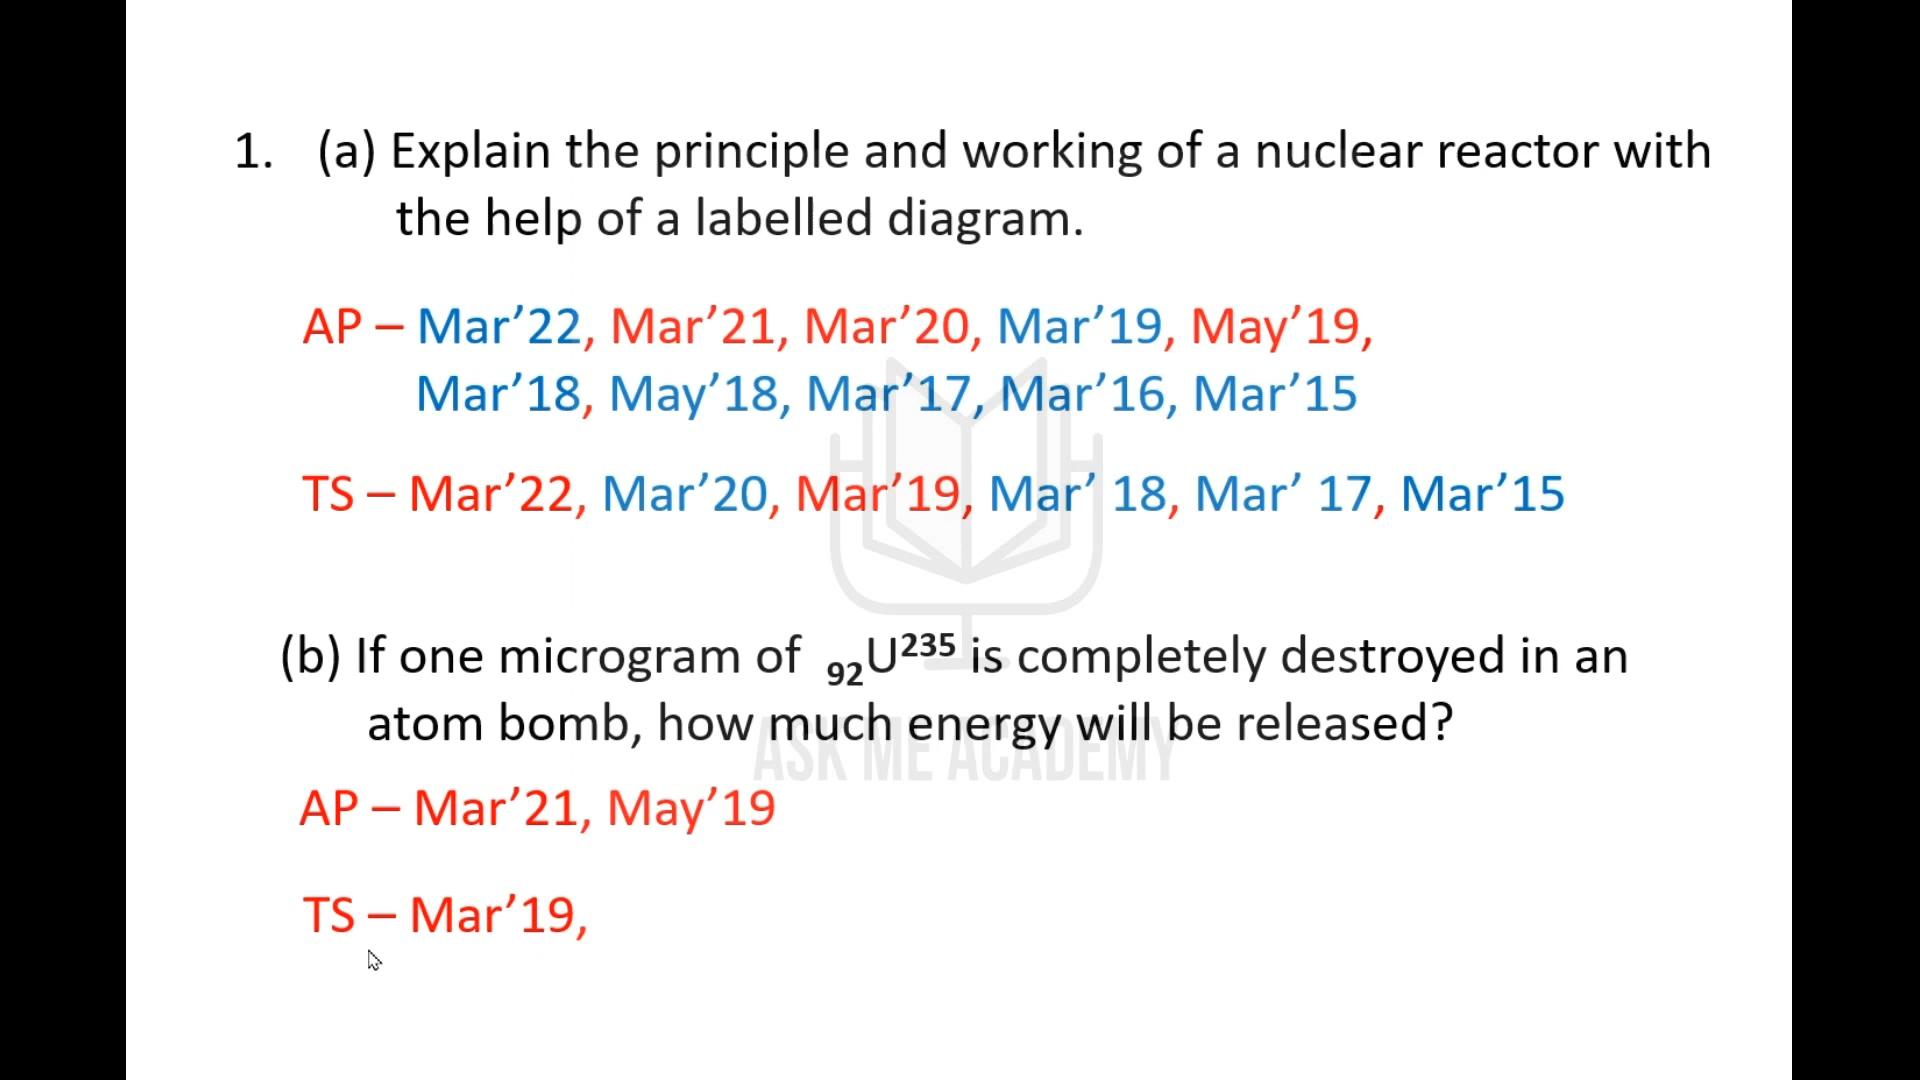 1. (a) Explain the principle and working of a nuclear reactor with
the help of a labelled diagram.
AP – Mar’22, Mar’21, Mar’20, Mar’19, May’19,
Mar’18, May’18, Mar’17, Mar’16, Mar’15
TS – Mar’22, Mar’20, Mar’19, Mar’ 18, Mar’ 17, Mar’15
(b) If one microgram of ₉₂U²³⁵ is completely destroyed in an
atom bomb, how much energy will be released?
ASK ME ACADEMY
AP – Mar’21, May’19
TS – Mar’19,